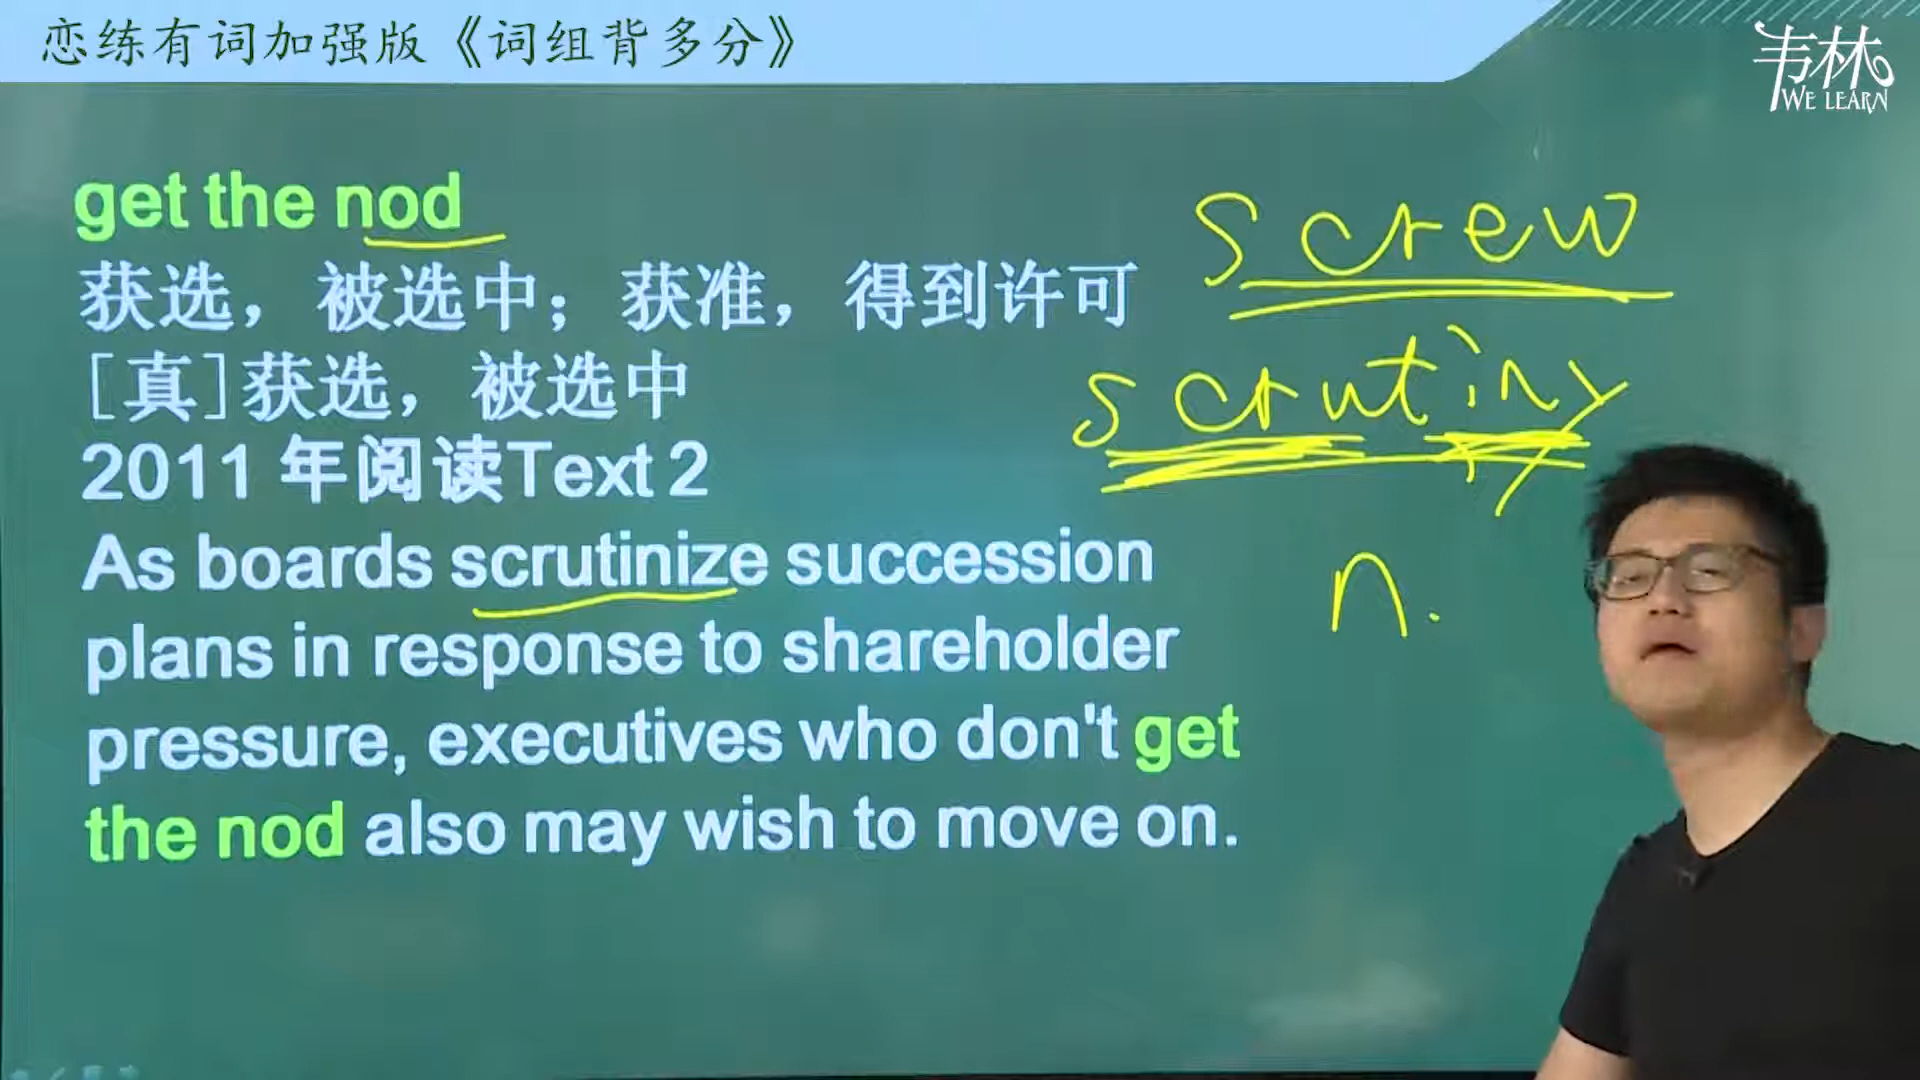 恋练有词加强版《词组背多分》
韦林
WE LEARN
get the nod
获选，被选中；获准，得到许可
[真]获选，被选中
2011 年阅读Text 2
As boards scrutinize succession
plans in response to shareholder
pressure, executives who don't get
the nod also may wish to move on.
screw
scrutiny
n.